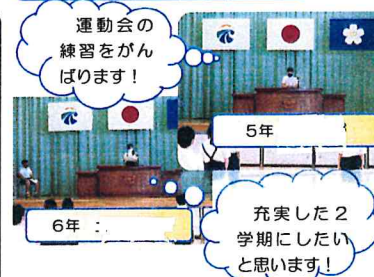 運動会の
練習をがん
ばります！
5年
6年
充実した２
学期にしたい
と思います！